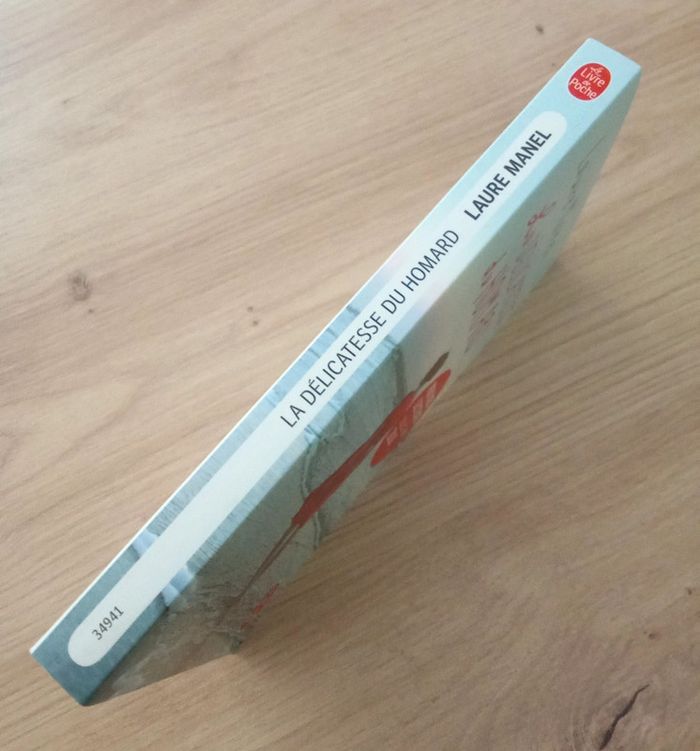 Le
Livre
de
Poche
LAURE MANEL
LA DÉLICATESSE DU HOMARD
34941